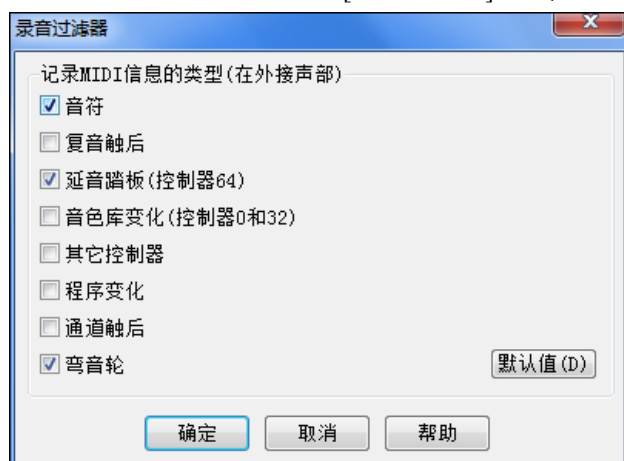 录音过滤器
记录MIDI信息的类型(在外接声部)
音符
复音触后
延音踏板(控制器64)
音色库变化(控制器0和32)
其它控制器
程序变化
通道触后
弯音轮
默认值(D)
确定 取消 帮助